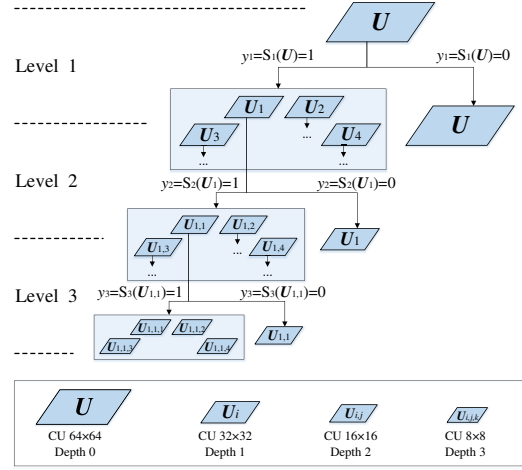 U
y₁=S₁(U)=1 y₁=S₁(U)=0
Level 1
U₁ U₂
U
U₃ ... U₄
... ...
Level 2
y₂=S₂(U₁)=1 y₂=S₂(U₁)=0
U₁,₁ U₁,₂
U₁
U₁,₃ ... U₁,₄
... ...
Level 3
y₃=S₃(U₁,₁)=1 y₃=S₃(U₁,₁)=0
U₁,₁,₁ U₁,₁,₂
U₁,₁
U₁,₁,₃ U₁,₁,₄
U Uᵢ Uᵢ,ⱼ Uᵢ,ⱼ,ₖ
CU 64×64 CU 32×32 CU 16×16 CU 8×8
Depth 0 Depth 1 Depth 2 Depth 3